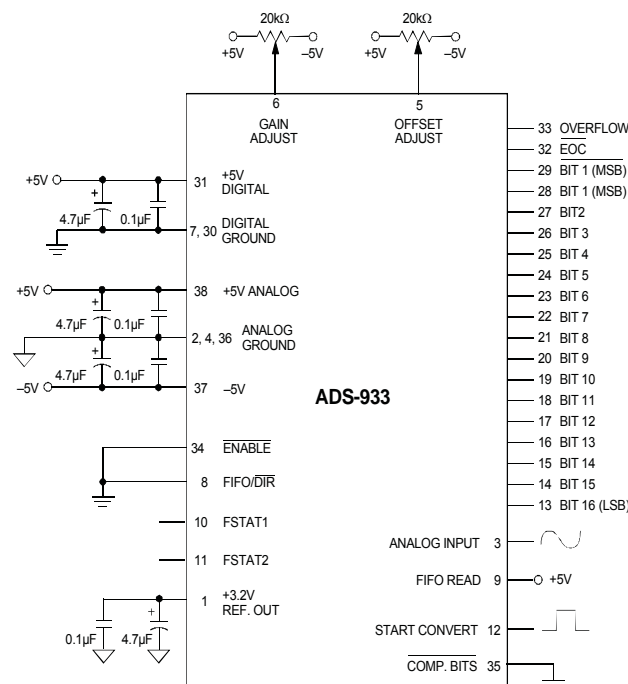 20kΩ 20kΩ
+5V –5V +5V –5V
6 5
GAIN ADJUST
OFFSET ADJUST
+5V 31 +5V DIGITAL
4.7µF 0.1µF
+
7, 30 DIGITAL GROUND
+5V 38 +5V ANALOG
+
4.7µF 0.1µF
2, 4, 36 ANALOG GROUND
+
4.7µF 0.1µF
–5V 37 –5V
ADS-933
34 ENABLE
8 FIFO/DIR
10 FSTAT1
11 FSTAT2
1 +3.2V REF. OUT
+
0.1µF 4.7µF
33 OVERFLOW
32 EOC
29 BIT 1 (MSB)
28 BIT 1 (MSB)
27 BIT2
26 BIT 3
25 BIT 4
24 BIT 5
23 BIT 6
22 BIT 7
21 BIT 8
20 BIT 9
19 BIT 10
18 BIT 11
17 BIT 12
16 BIT 13
15 BIT 14
14 BIT 15
13 BIT 16 (LSB)
ANALOG INPUT 3
FIFO READ 9 +5V
START CONVERT 12
COMP. BITS 35